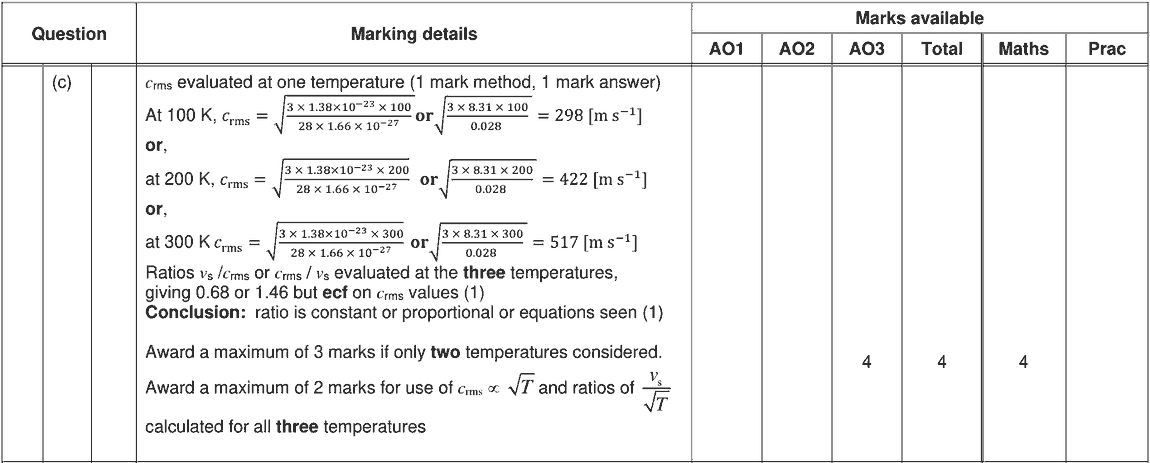 Question Marking details Marks available
AO1 AO2 AO3 Total Maths Prac
(c) c_rms evaluated at one temperature (1 mark method, 1 mark answer)
At 100 K, c_rms = √(3 × 1.38×10⁻²³ × 100 / 28 × 1.66 × 10⁻²⁷) or √(3 × 8.31 × 100 / 0.028) = 298 [m s⁻¹]
or,
at 200 K, c_rms = √(3 × 1.38×10⁻²³ × 200 / 28 × 1.66 × 10⁻²⁷) or √(3 × 8.31 × 200 / 0.028) = 422 [m s⁻¹]
or,
at 300 K c_rms = √(3 × 1.38×10⁻²³ × 300 / 28 × 1.66 × 10⁻²⁷) or √(3 × 8.31 × 300 / 0.028) = 517 [m s⁻¹]
Ratios v_s /c_rms or c_rms / v_s evaluated at the three temperatures,
giving 0.68 or 1.46 but ecf on c_rms values (1)
Conclusion: ratio is constant or proportional or equations seen (1)
Award a maximum of 3 marks if only two temperatures considered.
4 4 4
Award a maximum of 2 marks for use of c_rms ∝ √T and ratios of v_s / √T
calculated for all three temperatures